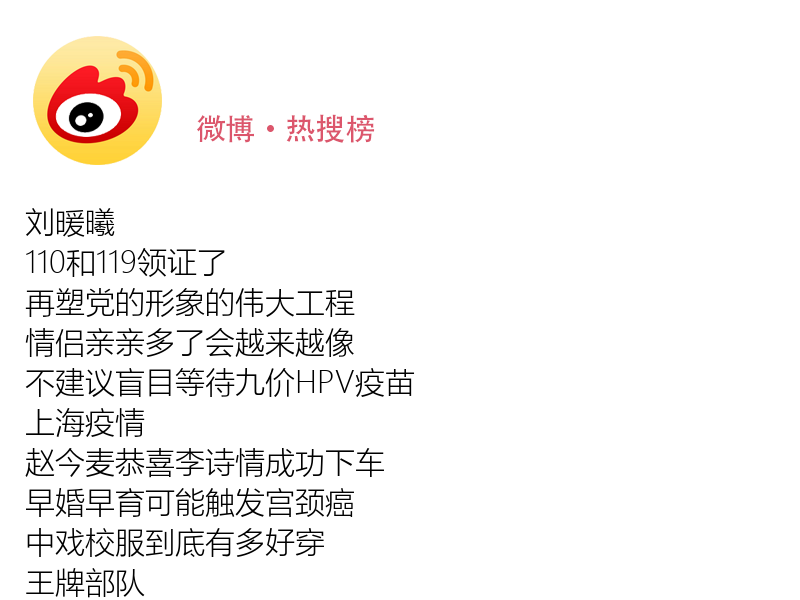 微博·热搜榜
刘暖曦
110和119领证了
再塑党的形象的伟大工程
情侣亲亲多了会越来越像
不建议盲目等待九价HPV疫苗
上海疫情
赵今麦恭喜李诗情成功下车
早婚早育可能触发宫颈癌
中戏校服到底有多好穿
王牌部队